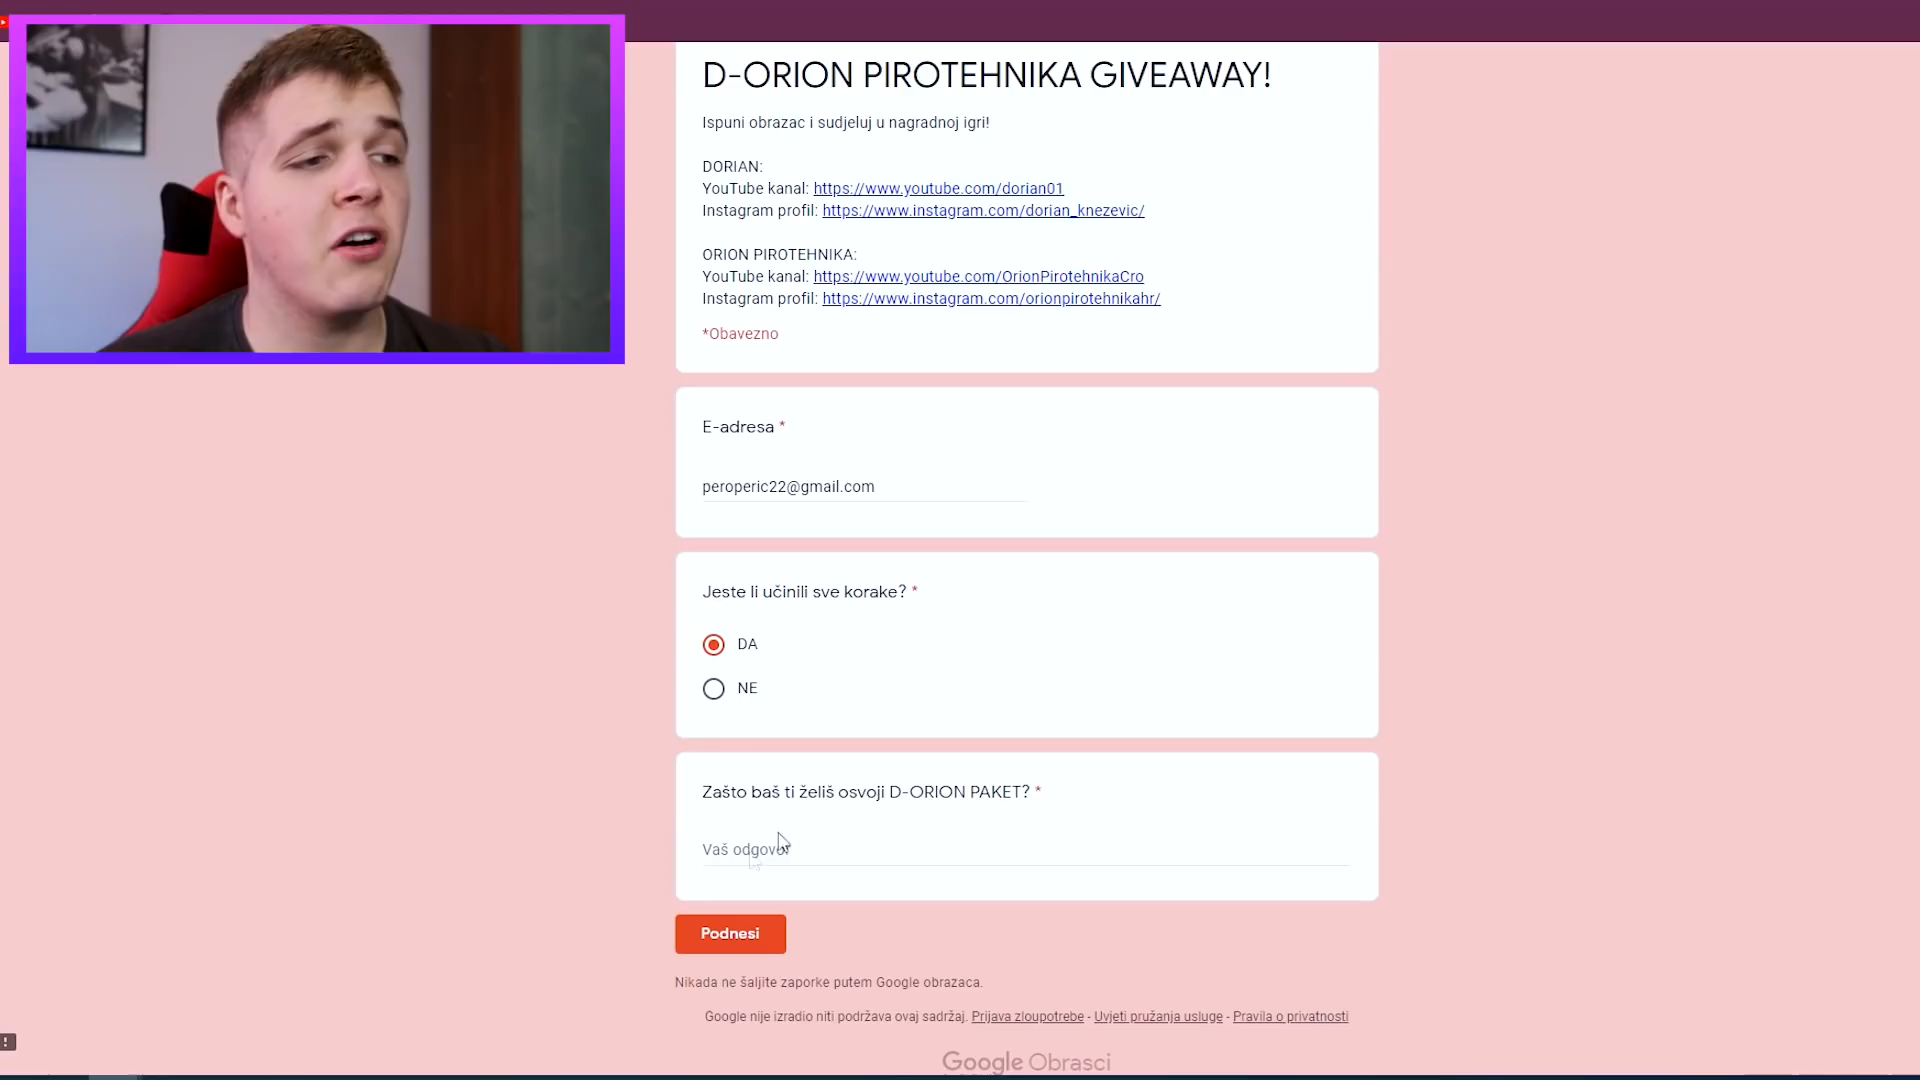 D-ORION PIROTEHNIKA GIVEAWAY!
Ispuni obrazac i sudjeluj u nagradnoj igri!
DORIAN:
YouTube kanal: https://www.youtube.com/dorian01
Instagram profil: https://www.instagram.com/dorian_knezevic/
ORION PIROTEHNIKA:
YouTube kanal: https://www.youtube.com/OrionPirotehnikaCro
Instagram profil: https://www.instagram.com/orionpirotehnikahr/
*Obavezno
E-adresa *
peroperic22@gmail.com
Jeste li učinili sve korake? *
DA
NE
Zašto baš ti želiš osvoji D-ORION PAKET? *
Vaš odgovor
Podnesi
Nikada ne šaljite zaporke putem Google obrazaca.
Google nije izradio niti podržava ovaj sadržaj. Prijava zloupotrebe - Uvjeti pružanja usluge - Pravila o privatnosti
Google Obrasci